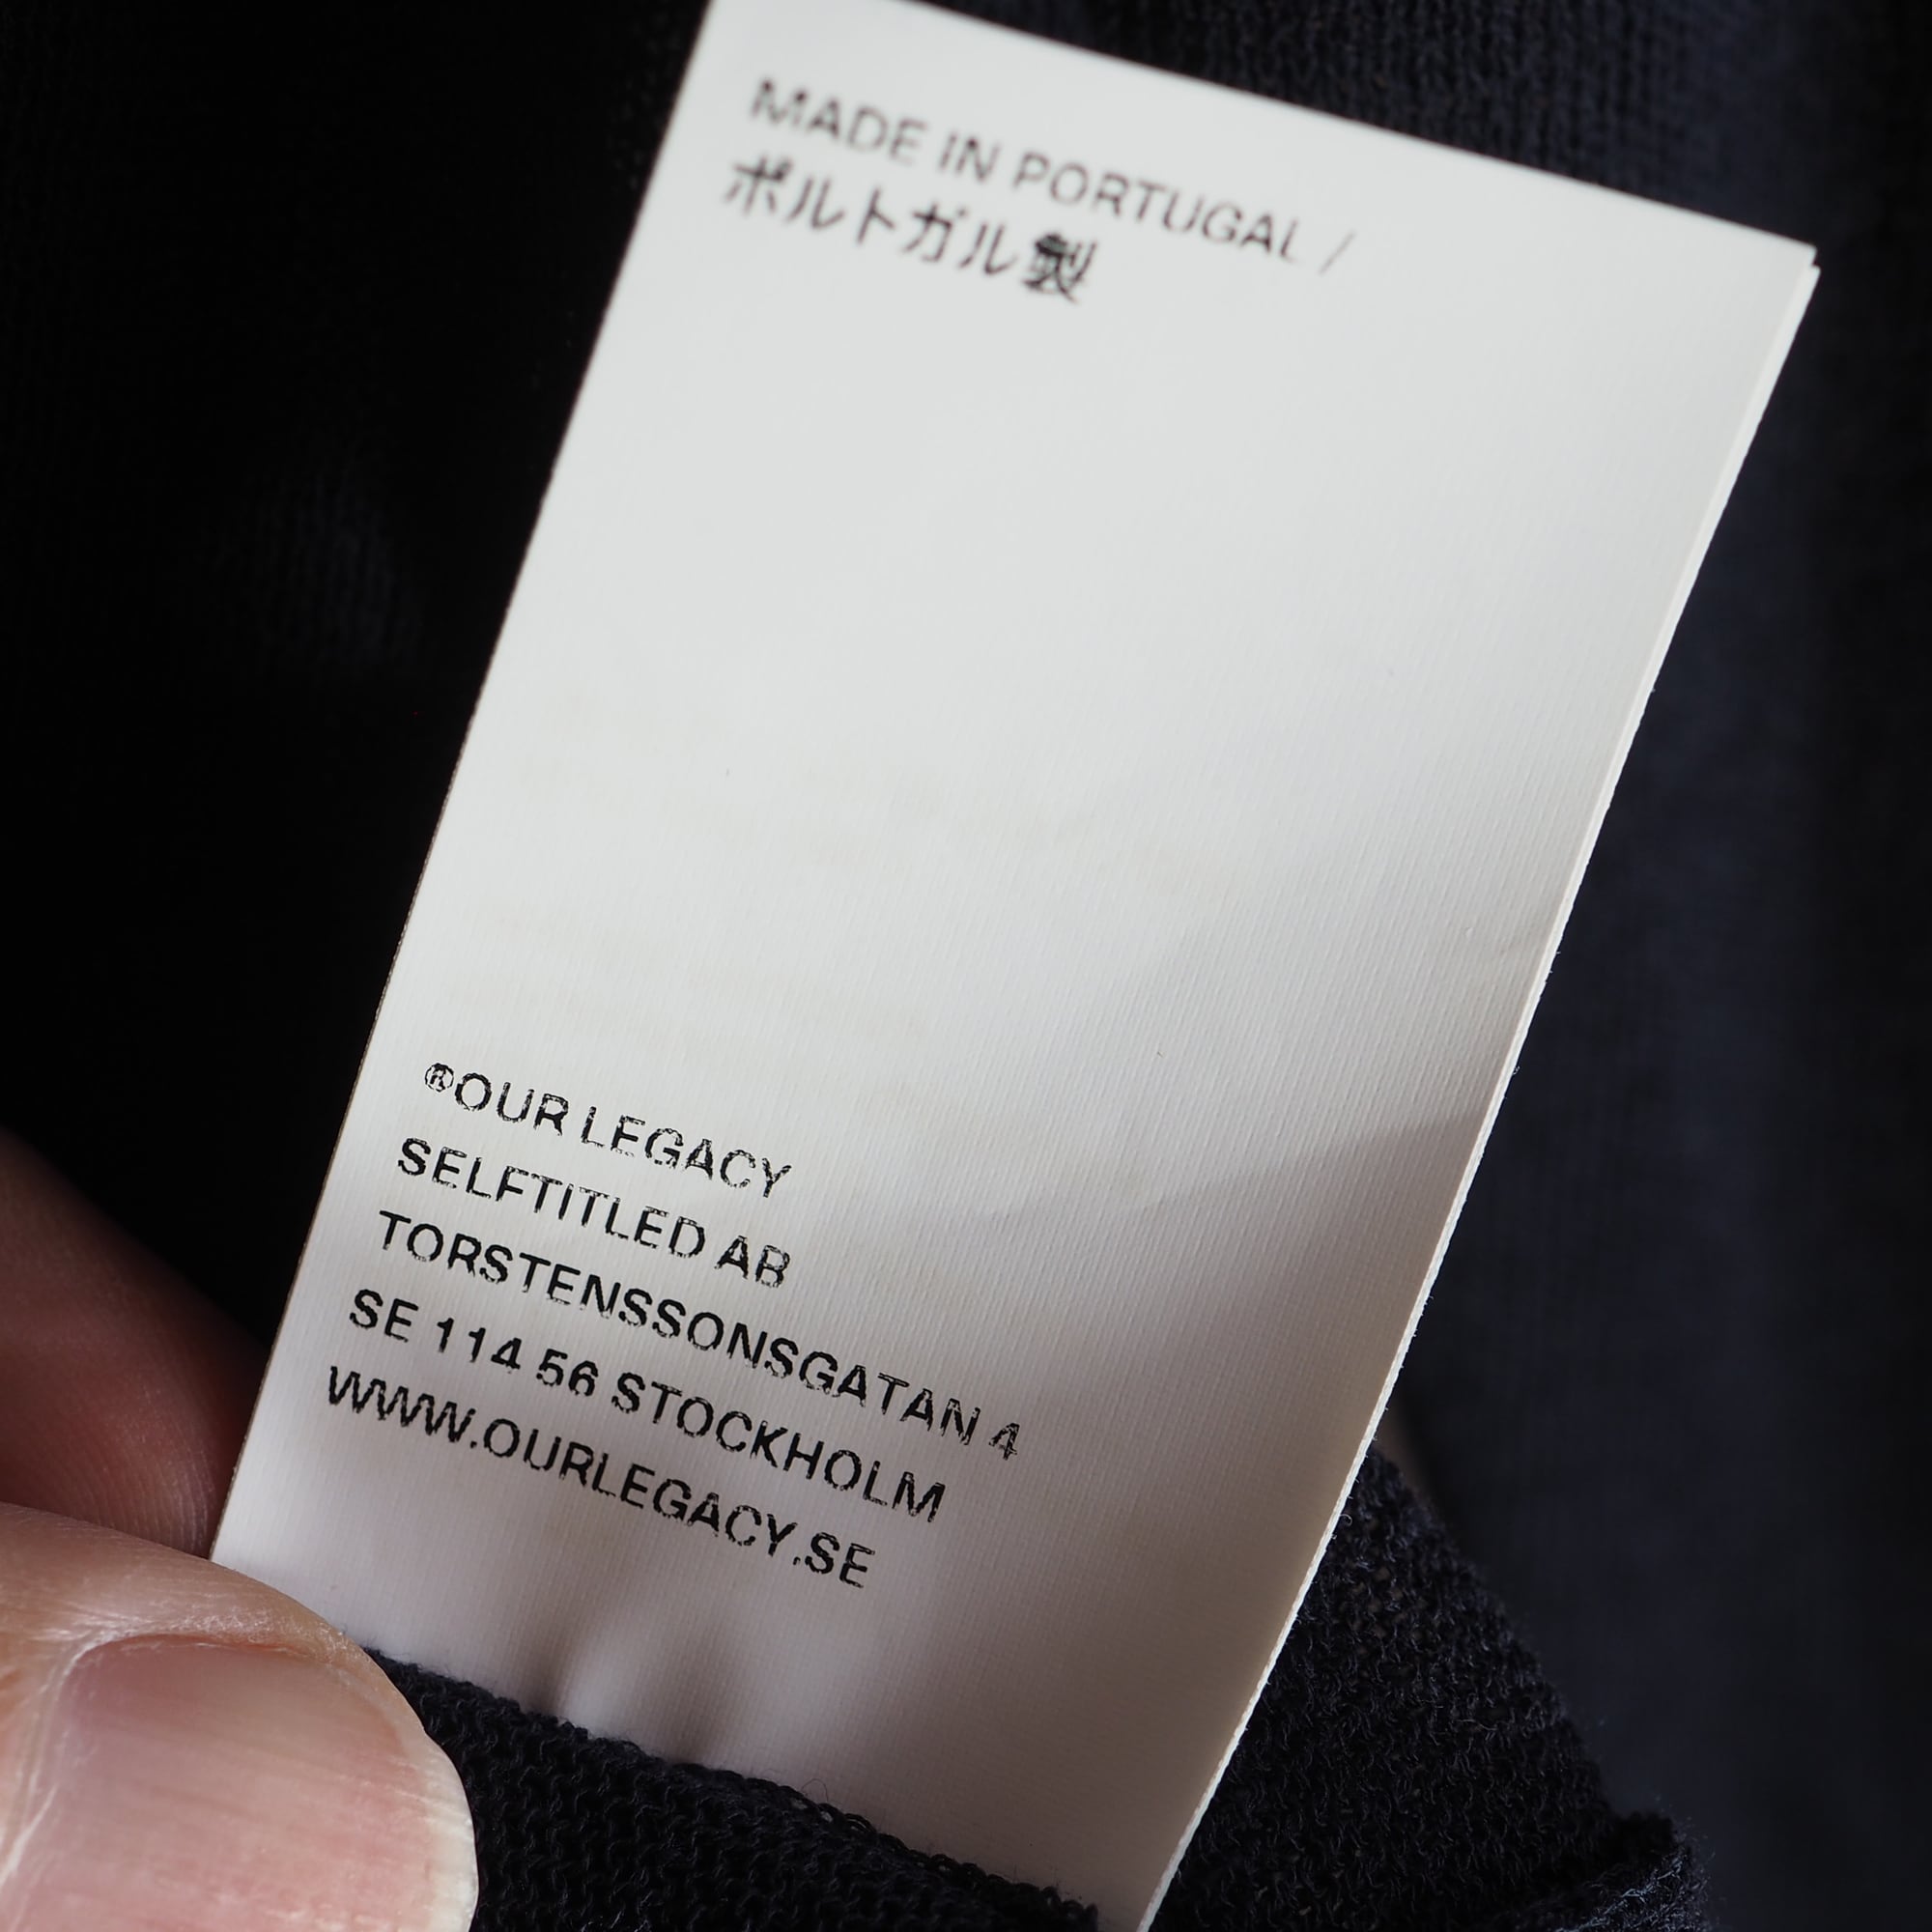 MADE IN PORTUGAL /
ポルトガル製
®OUR LEGACY
SELFTITLED AB
TORSTENSSONSGATAN 4
SE 114 56 STOCKHOLM
WWW.OURLEGACY.SE